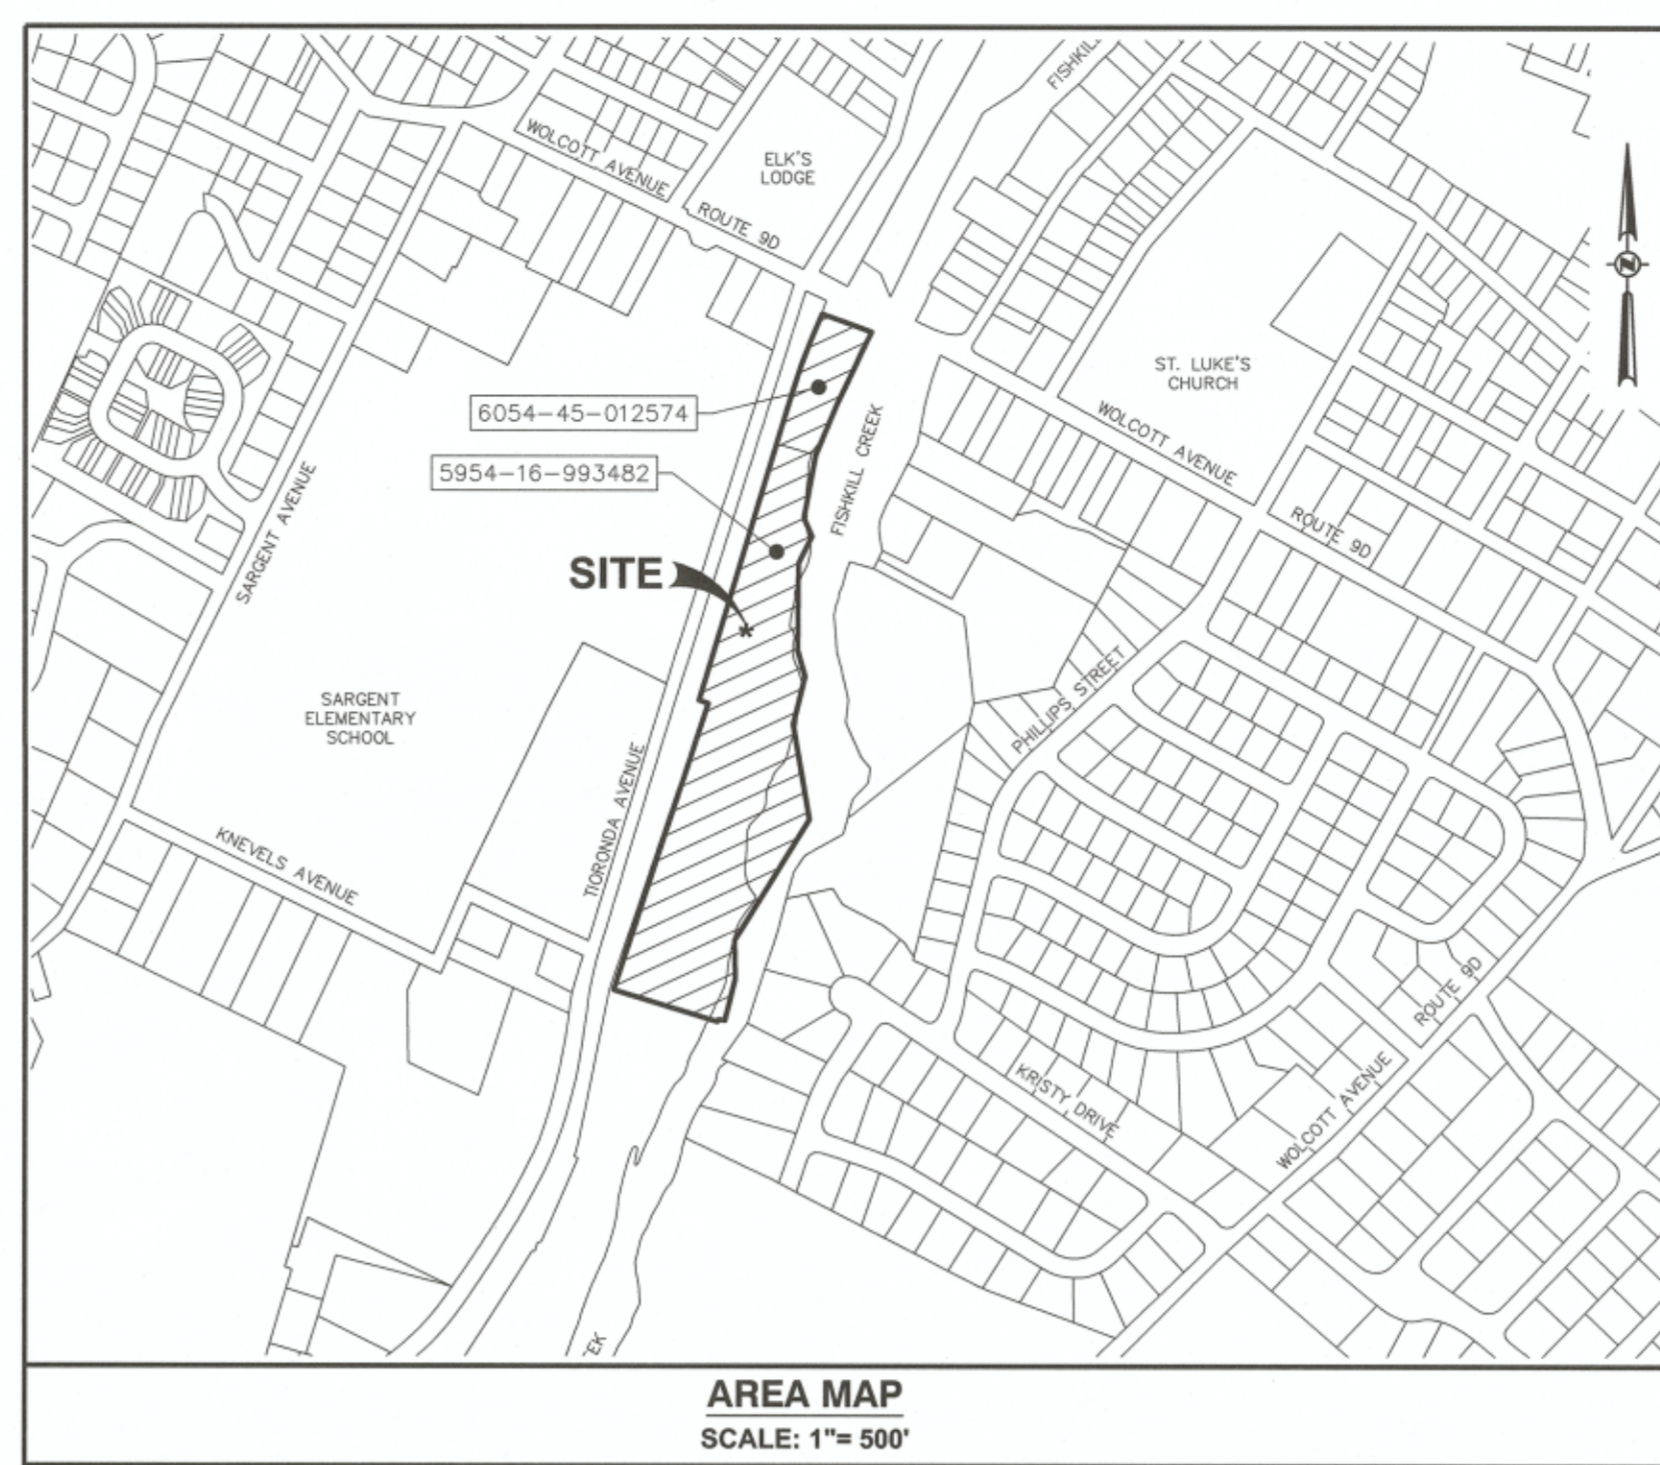 FISHKILL
WOLCOTT AVENUE
ELK'S
LODGE
ROUTE 9D
N
ST. LUKE'S
CHURCH
6054-45-012574
WOLCOTT AVENUE
FISHKILL CREEK
5954-16-993482
SARGENT AVENUE
ROUTE 9D
SITE
*
PHILLIPS STREET
SARGENT
ELEMENTARY
SCHOOL
TIORONDA AVENUE
KNEVELS AVENUE
ROUTE 9D
KRISTY DRIVE
WOLCOTT AVENUE
EK
AREA MAP
SCALE: 1"= 500'